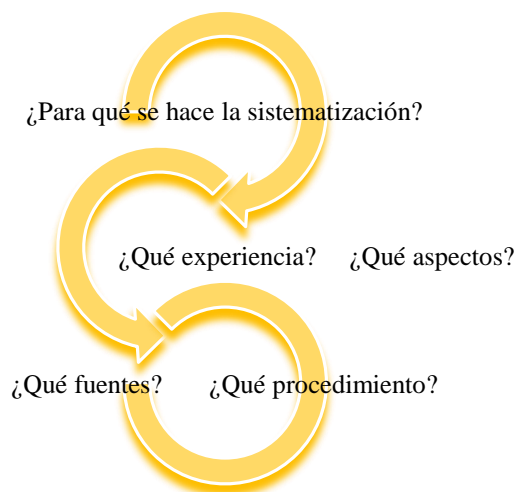 ¿Para qué se hace la sistematización?
¿Qué experiencia? ¿Qué aspectos?
¿Qué fuentes? ¿Qué procedimiento?